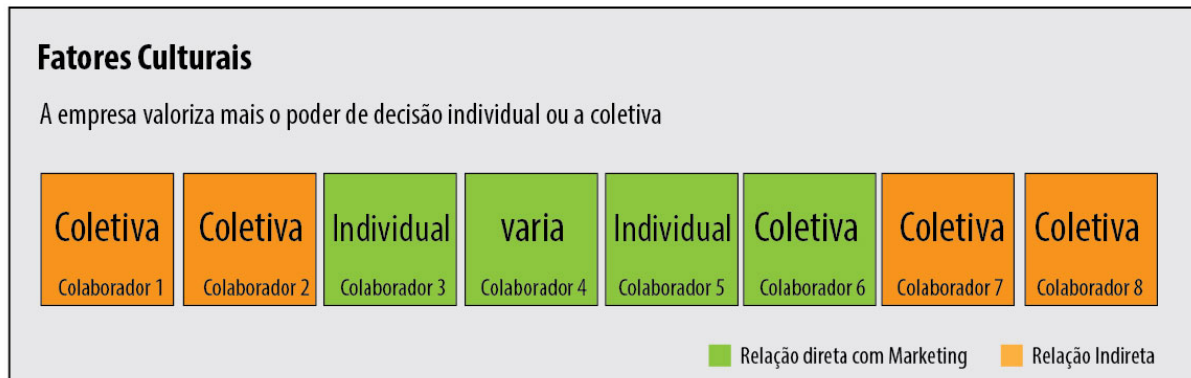 Fatores Culturais
A empresa valoriza mais o poder de decisão individual ou a coletiva
Coletiva Coletiva Individual varia Individual Coletiva Coletiva Coletiva
Colaborador 1 Colaborador 2 Colaborador 3 Colaborador 4 Colaborador 5 Colaborador 6 Colaborador 7 Colaborador 8
Relação direta com Marketing Relação Indireta